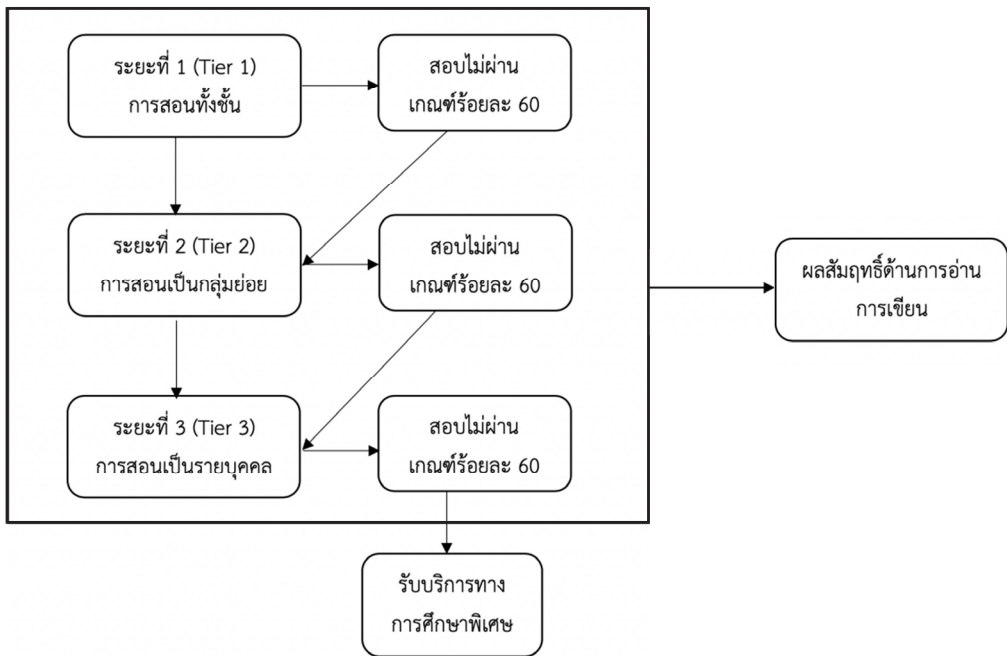 ระยะที่ 1 (Tier 1)
การสอนทั้งชั้น
สอบไม่ผ่าน
เกณฑ์ร้อยละ 60
ระยะที่ 2 (Tier 2)
การสอนเป็นกลุ่มย่อย
สอบไม่ผ่าน
เกณฑ์ร้อยละ 60
ผลสัมฤทธิ์ด้านการอ่าน
การเขียน
ระยะที่ 3 (Tier 3)
การสอนเป็นรายบุคคล
สอบไม่ผ่าน
เกณฑ์ร้อยละ 60
รับบริการทาง
การศึกษาพิเศษ